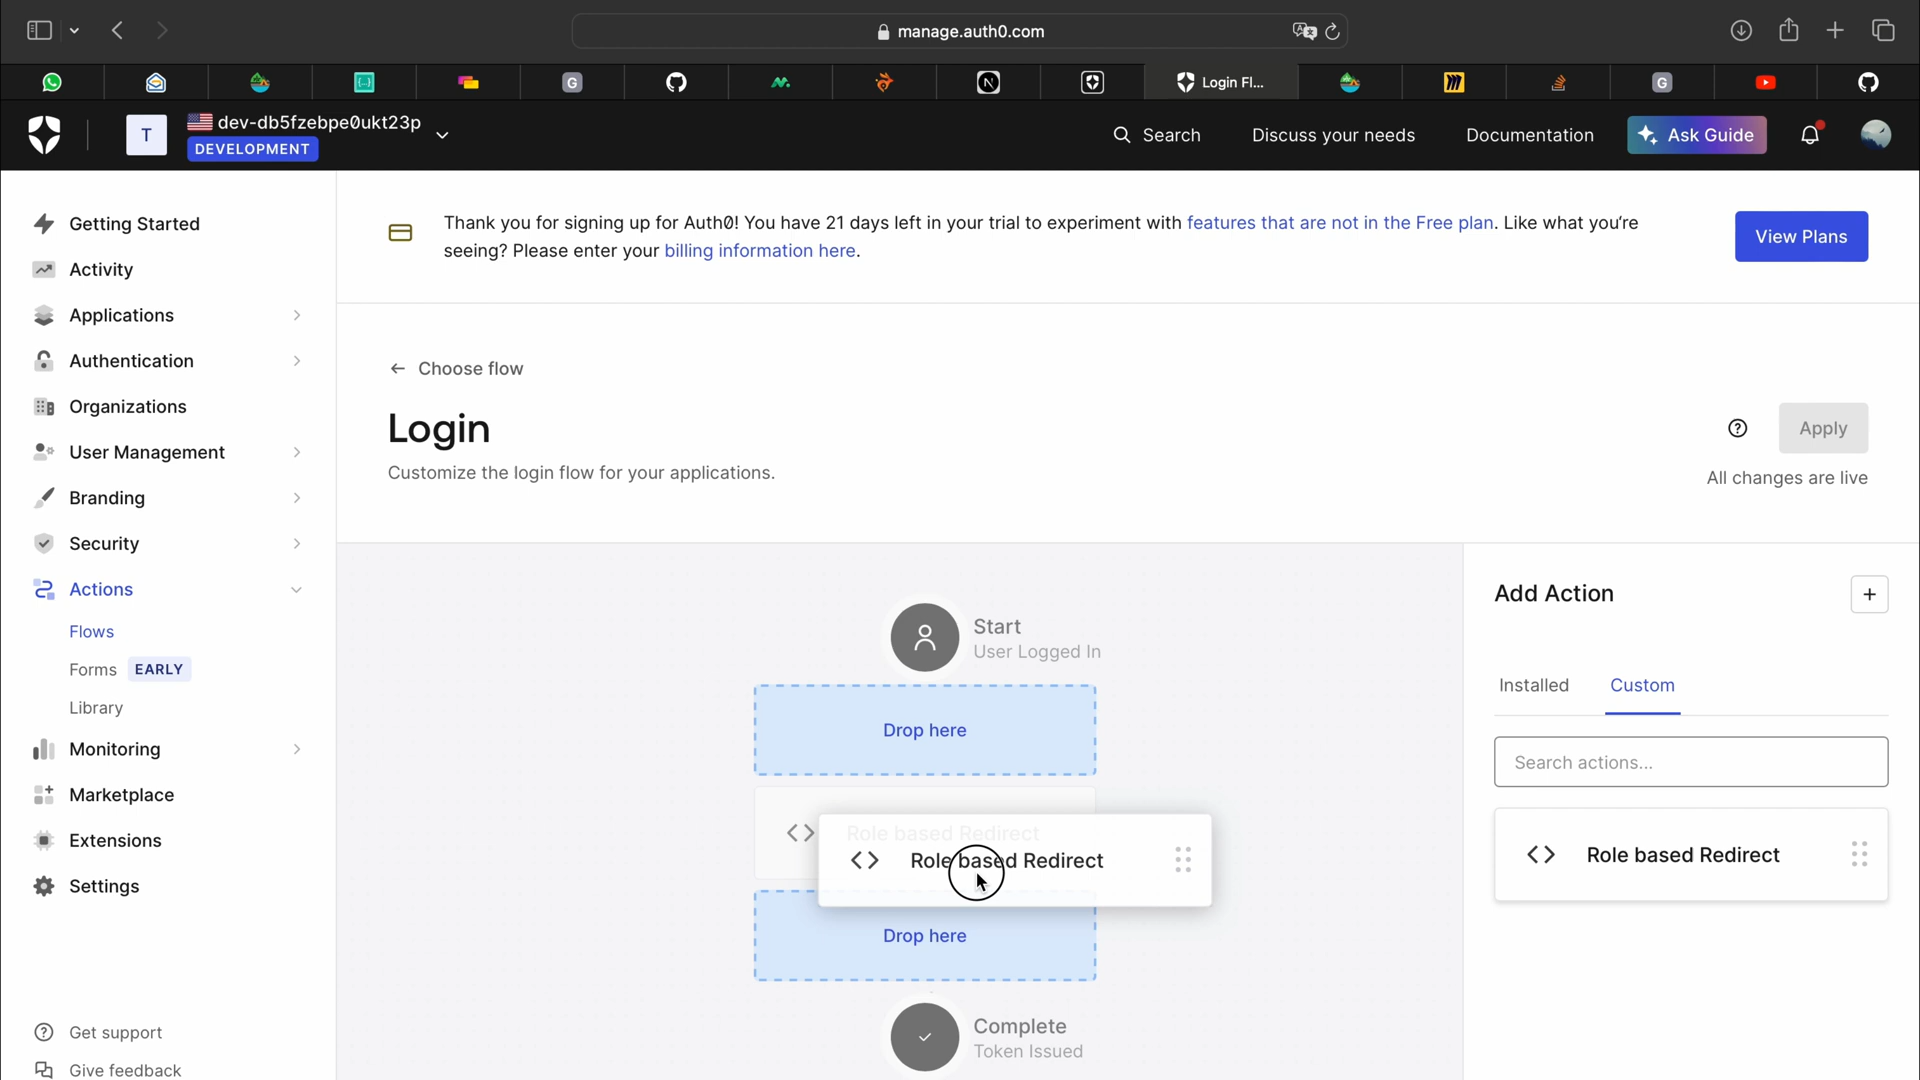 manage.auth0.com
Login Fl...
T
dev-db5fzebpe0ukt23p
DEVELOPMENT
Search
Discuss your needs
Documentation
Ask Guide
Getting Started
Activity
Applications
Authentication
Organizations
User Management
Branding
Security
Actions
Flows
Forms EARLY
Library
Monitoring
Marketplace
Extensions
Settings
Get support
Give feedback
Thank you for signing up for Auth0! You have 21 days left in your trial to experiment with features that are not in the Free plan. Like what you're
seeing? Please enter your billing information here.
View Plans
Choose flow
Login
Customize the login flow for your applications.
Apply
All changes are live
Start
User Logged In
Drop here
Role based Redirect
Role based Redirect
Drop here
Complete
Token Issued
Add Action
Installed
Custom
Search actions...
Role based Redirect